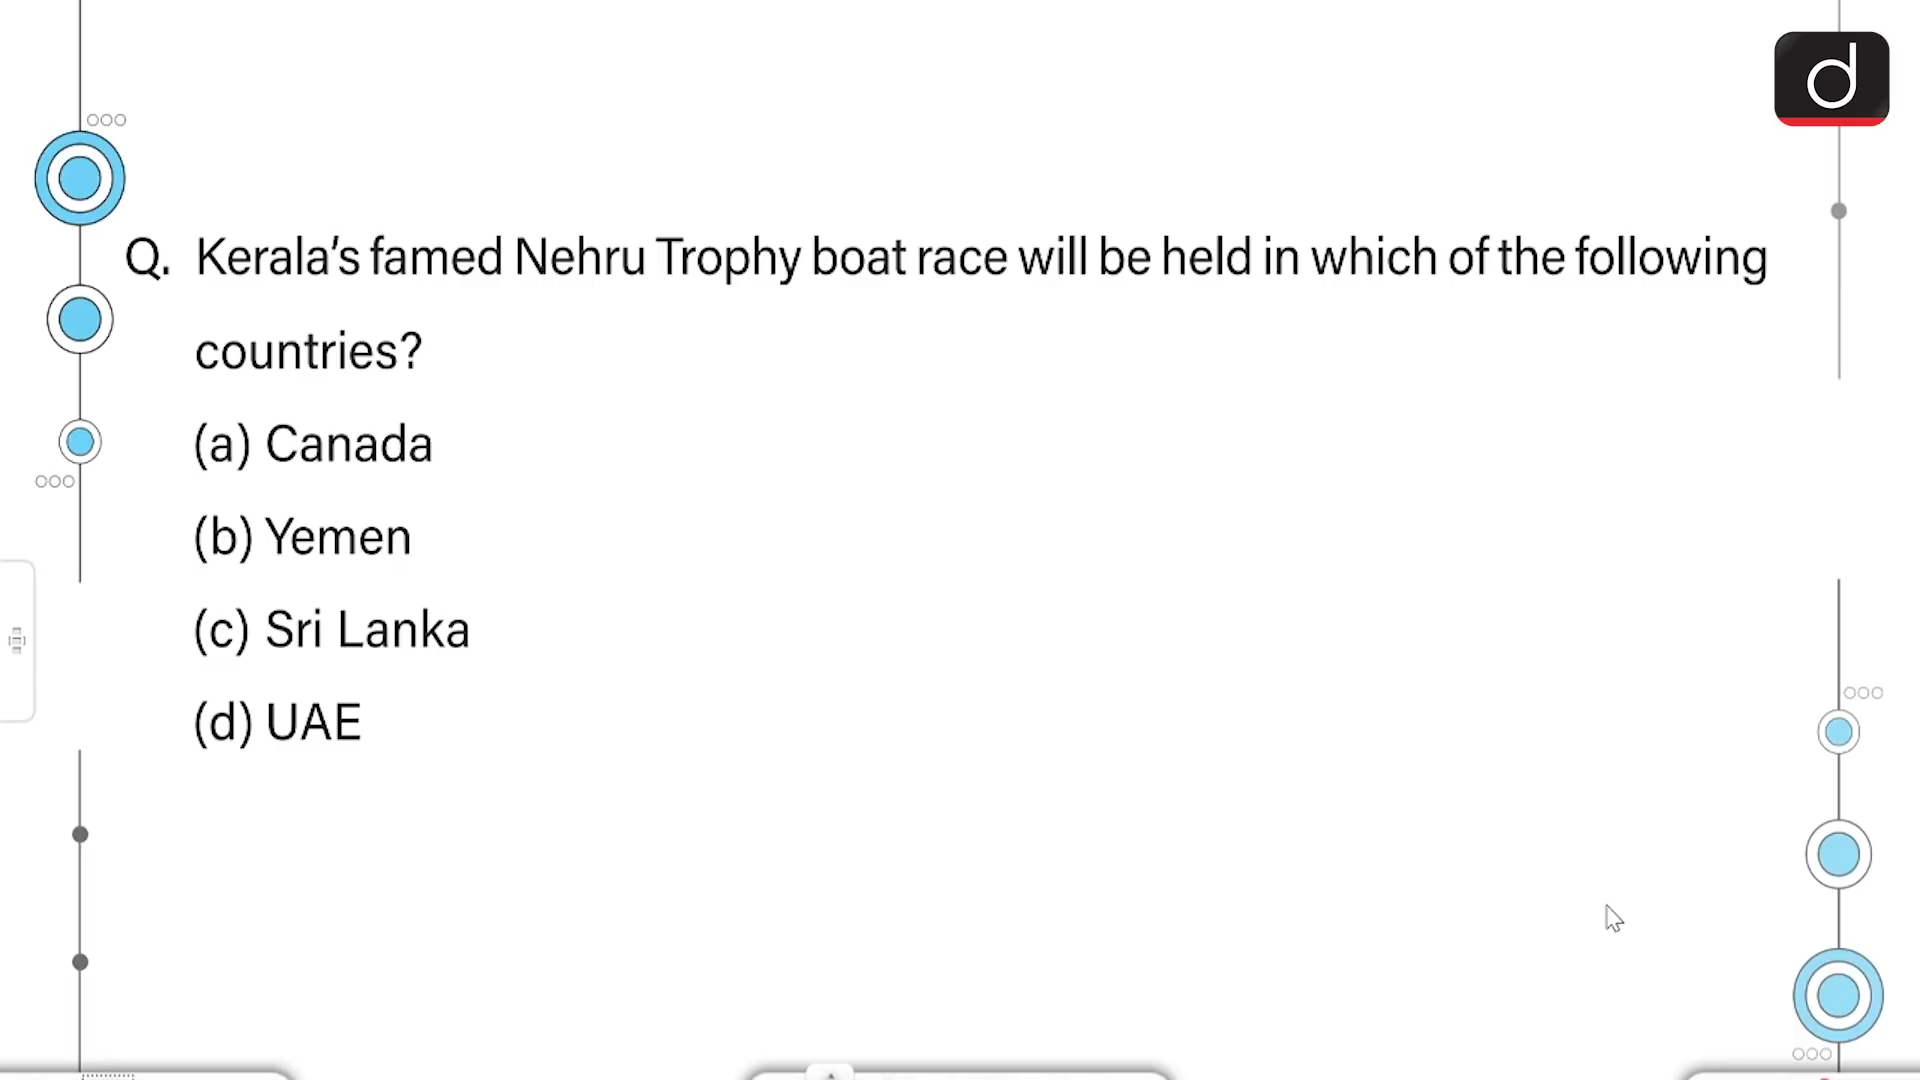 d
Q. Kerala’s famed Nehru Trophy boat race will be held in which of the following
countries?
(a) Canada
(b) Yemen
(c) Sri Lanka
(d) UAE